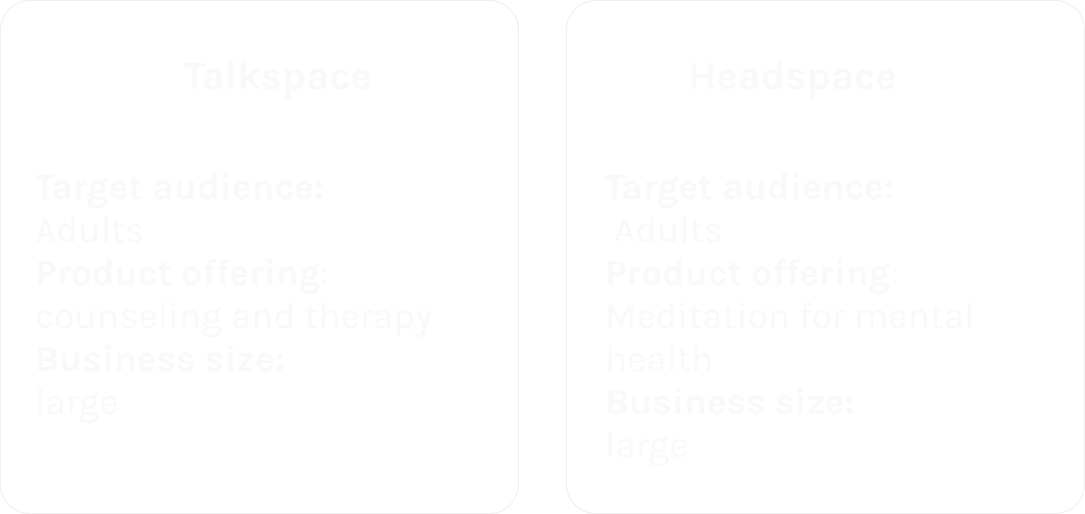 Talkspace
Target audience:
Adults
Product offering:
counseling and therapy
Business size:
large
Headspace
Target audience:
Adults
Product offering:
Meditation for mental
health
Business size:
large